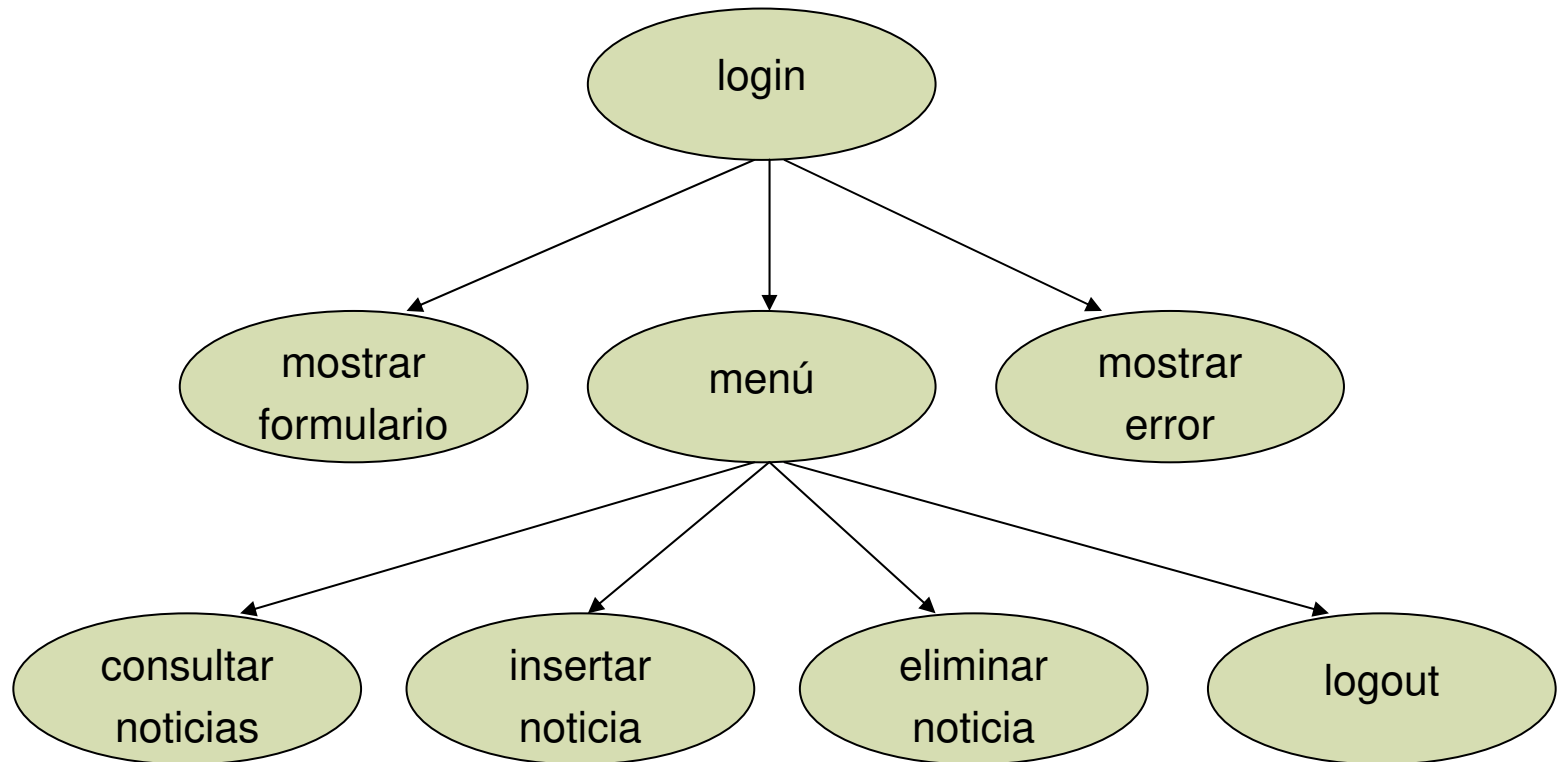 login
mostrar
formulario
menú
mostrar
error
consultar
noticias
insertar
noticia
eliminar
noticia
logout